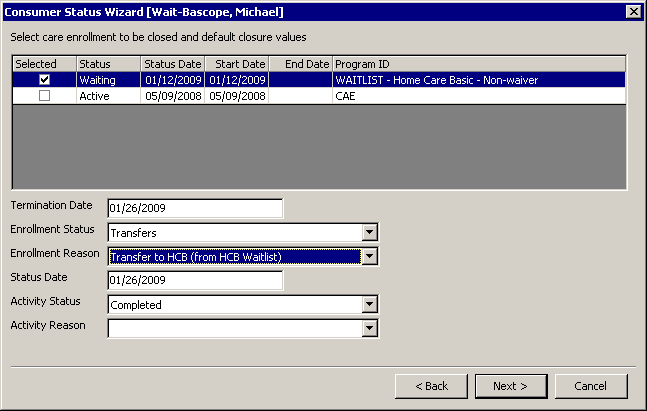 Consumer Status Wizard [Wait-Bascope, Michael]
Select care enrollment to be closed and default closure values
Selected Status Status Date Start Date End Date Program ID
Waiting 01/12/2009 01/12/2009 WAITLIST - Home Care Basic - Non-waiver
Active 05/09/2008 05/09/2008 CAE
Termination Date 01/26/2009
Enrollment Status Transfers
Enrollment Reason Transfer to HCB (from HCB Waitlist)
Status Date 01/26/2009
Activity Status Completed
Activity Reason
< Back Next > Cancel